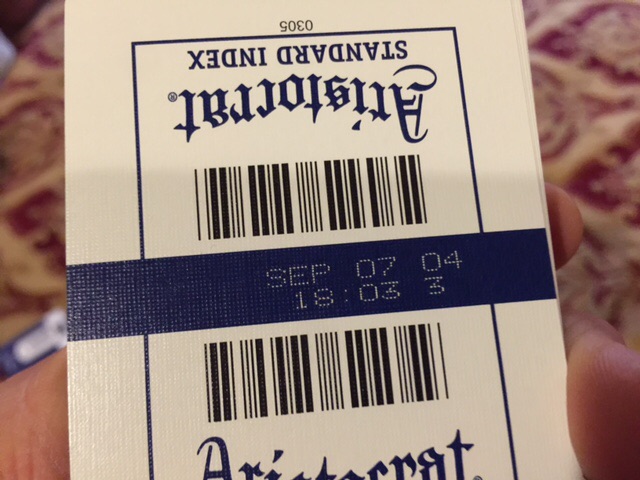 0305
STANDARD INDEX
Aristocrat®
SEP 07 04
18:03 3
Aristocrat®